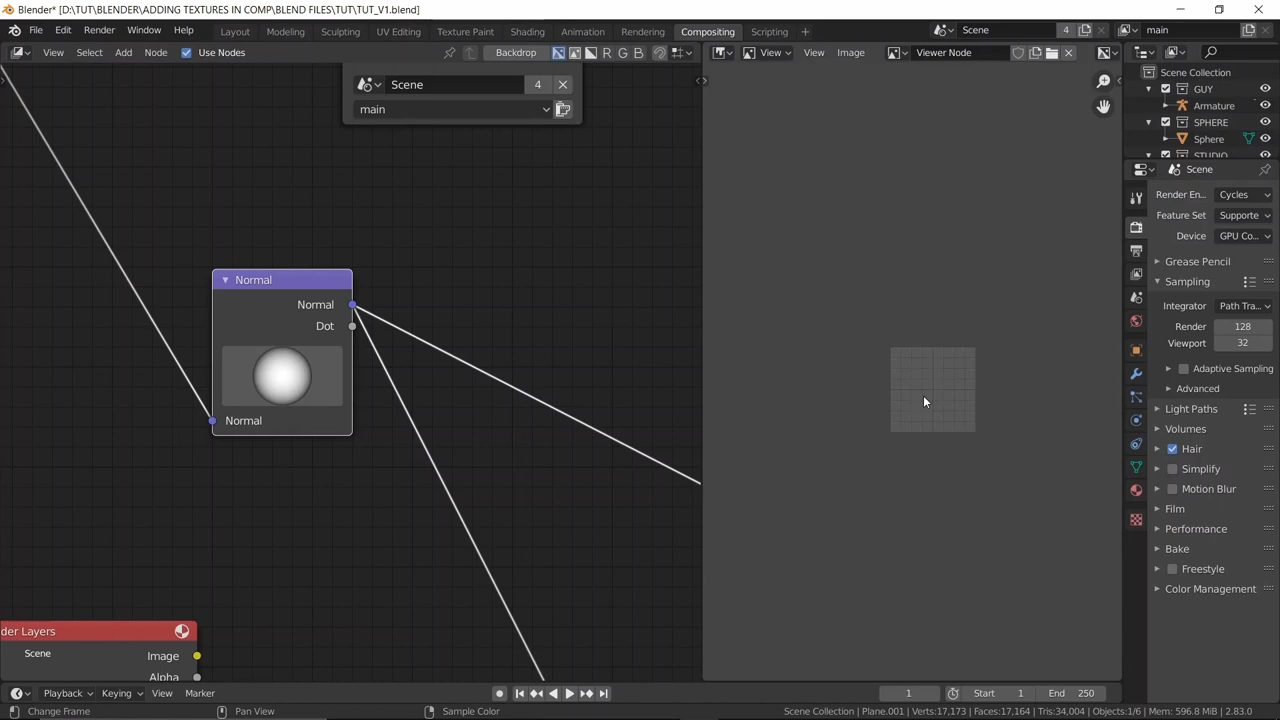 Blender* [D:\TUT\BLENDER\ADDING TEXTURES IN COMP\BLEND FILES\TUT\TUT_V1.blend]
File Edit Render Window Help Layout Modeling Sculpting UV Editing Texture Paint Shading Animation Rendering Compositing Scripting + Scene 4 main
View Select Add Node Use Nodes Backdrop R G B View View Image Viewer Node
Scene 4
main
Scene Collection
GUY
Armature
SPHERE
Sphere
STUDIO
Scene
Render En... Cycles
Feature Set Supporte
Device GPU Co...
Grease Pencil
Sampling
Integrator Path Tra...
Render 128
Viewport 32
Adaptive Sampling
Advanced
Light Paths
Volumes
Hair
Simplify
Motion Blur
Film
Performance
Bake
Freestyle
Color Management
Normal
Normal
Dot
Normal
der Layers
Scene Image
Alpha
Playback Keying View Marker 1 Start 1 End 250
Change Frame Pan View Sample Color Scene Collection | Plane.001 | Verts:17,173 | Faces:17,164 | Tris:34,004 | Objects:1/6 | Mem: 596.8 MiB | 2.83.0